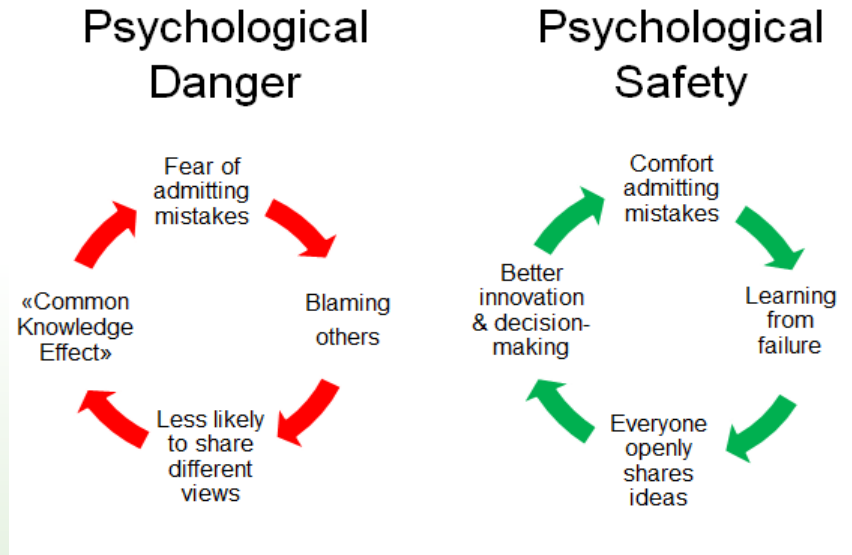 Psychological
Danger
Fear of
admitting
mistakes
Blaming
others
Less likely
to share
different
views
«Common
Knowledge
Effect»
Psychological
Safety
Comfort
admitting
mistakes
Learning
from
failure
Everyone
openly
shares
ideas
Better
innovation
& decision-
making